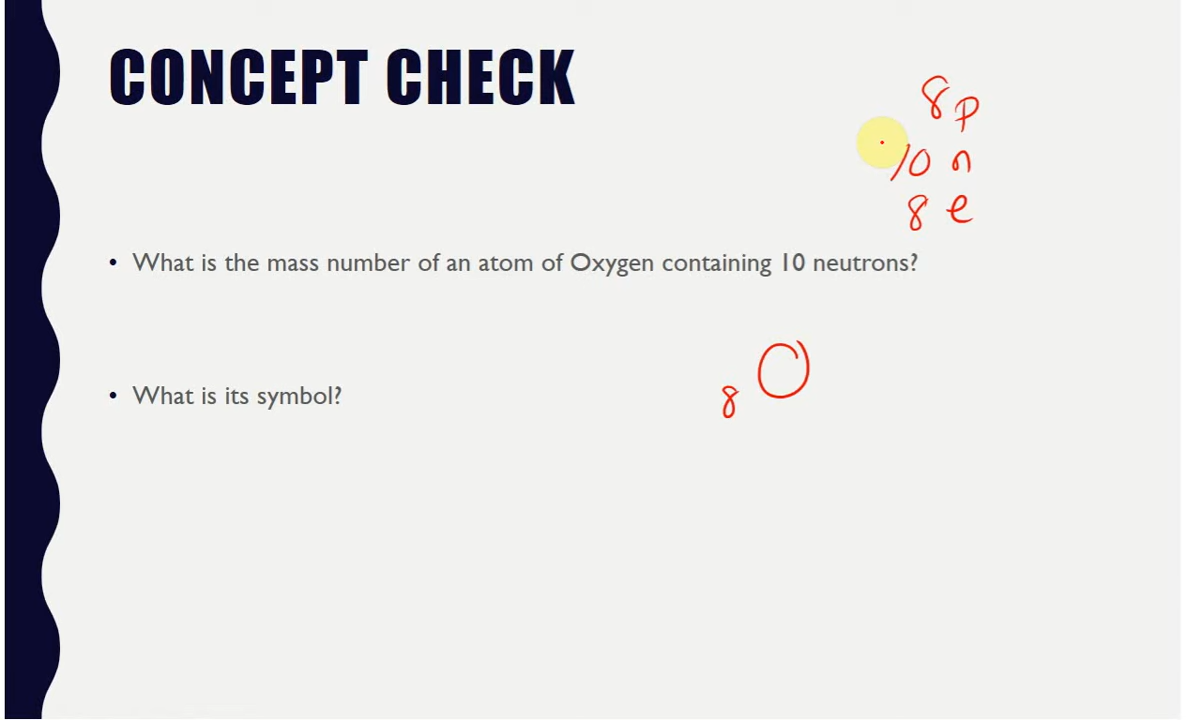 CONCEPT CHECK
8 p
10 n
8 e
• What is the mass number of an atom of Oxygen containing 10 neutrons?
• What is its symbol?
8 O